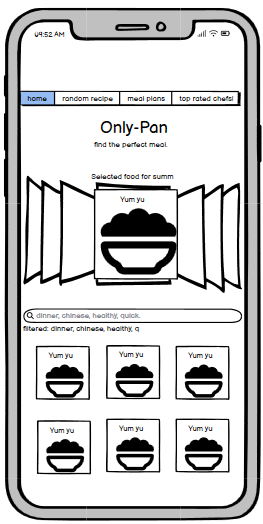 09:52 AM
home random recipe meal plans top rated chefs!
Only-Pan
find the perfect meal.
Selected food for summ
Yum yu
dinner, chinese, healthy, quick.
filtered: dinner, chinese, healthy, q
Yum yu Yum yu Yum yu
Yum yu Yum yu Yum yu